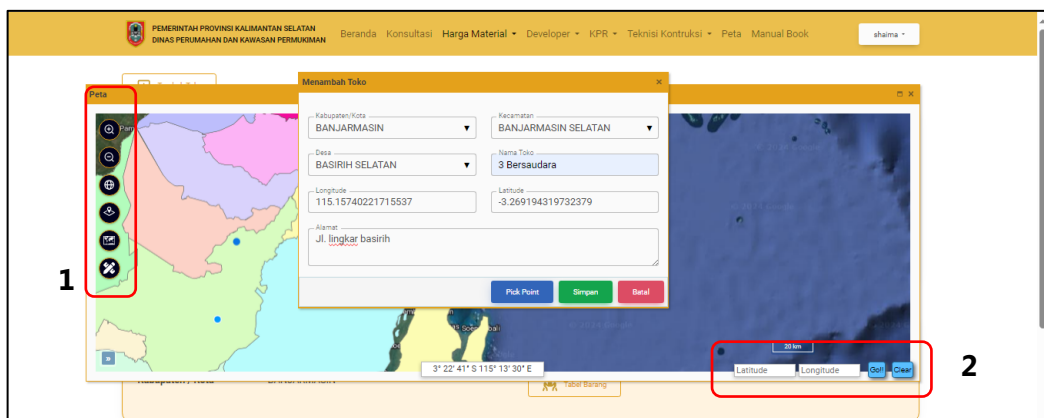 PEMERINTAH PROVINSI KALIMANTAN SELATAN
DINAS PERUMAHAN DAN KAWASAN PERMUKIMAN
Beranda Konsultasi Harga Material Developer KPR Teknisi Kontruksi Peta Manual Book
shaima
Peta
Menambah Toko
Kabupaten/Kota
BANJARMASIN
Kecamatan
BANJARMASIN SELATAN
Desa
BASIRIH SELATAN
Nama Toko
3 Bersaudara
Longitude
115.15740221715537
Latitude
-3.269194319732379
Alamat
Jl. lingkar basirih
Pick Point Simpan Batal
1
2
20 km
3° 22' 41" S 115° 13' 30" E
Latitude Longitude Go!! Clear
Kabupaten / Kota
Tabel Barang